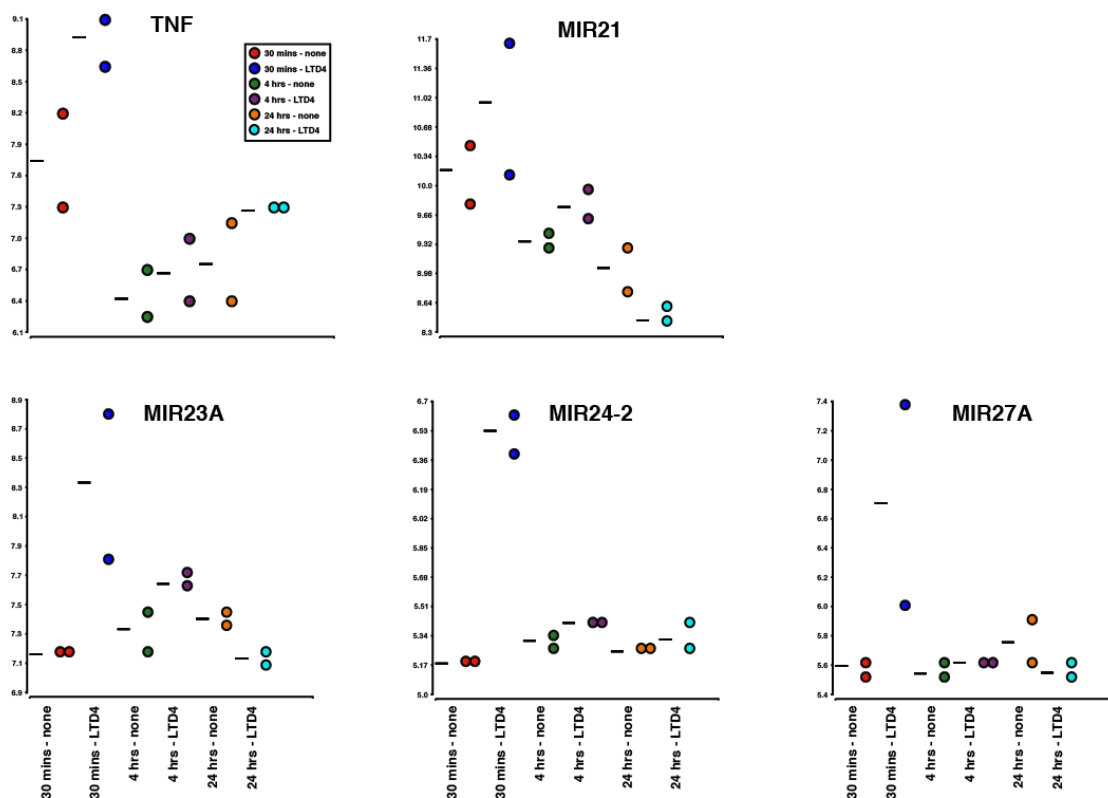 TNF
9.1
8.8
8.5
8.2
7.9
7.6
7.3
7.0
6.7
6.4
6.1
30 mins - none
30 mins - LTD4
4 hrs - none
4 hrs - LTD4
24 hrs - none
24 hrs - LTD4
MIR21
11.7
11.36
11.02
10.68
10.34
10.0
9.66
9.32
8.98
8.64
8.3
MIR23A
8.9
8.7
8.5
8.3
8.1
7.9
7.7
7.5
7.3
7.1
6.9
30 mins - none
30 mins - LTD4
4 hrs - none
4 hrs - LTD4
24 hrs - none
24 hrs - LTD4
MIR24-2
6.7
6.53
6.36
6.19
6.02
5.85
5.68
5.51
5.34
5.17
5.0
30 mins - none
30 mins - LTD4
4 hrs - none
4 hrs - LTD4
24 hrs - none
24 hrs - LTD4
MIR27A
7.4
7.2
7.0
6.8
6.6
6.4
6.2
6.0
5.8
5.6
5.4
30 mins - none
30 mins - LTD4
4 hrs - none
4 hrs - LTD4
24 hrs - none
24 hrs - LTD4